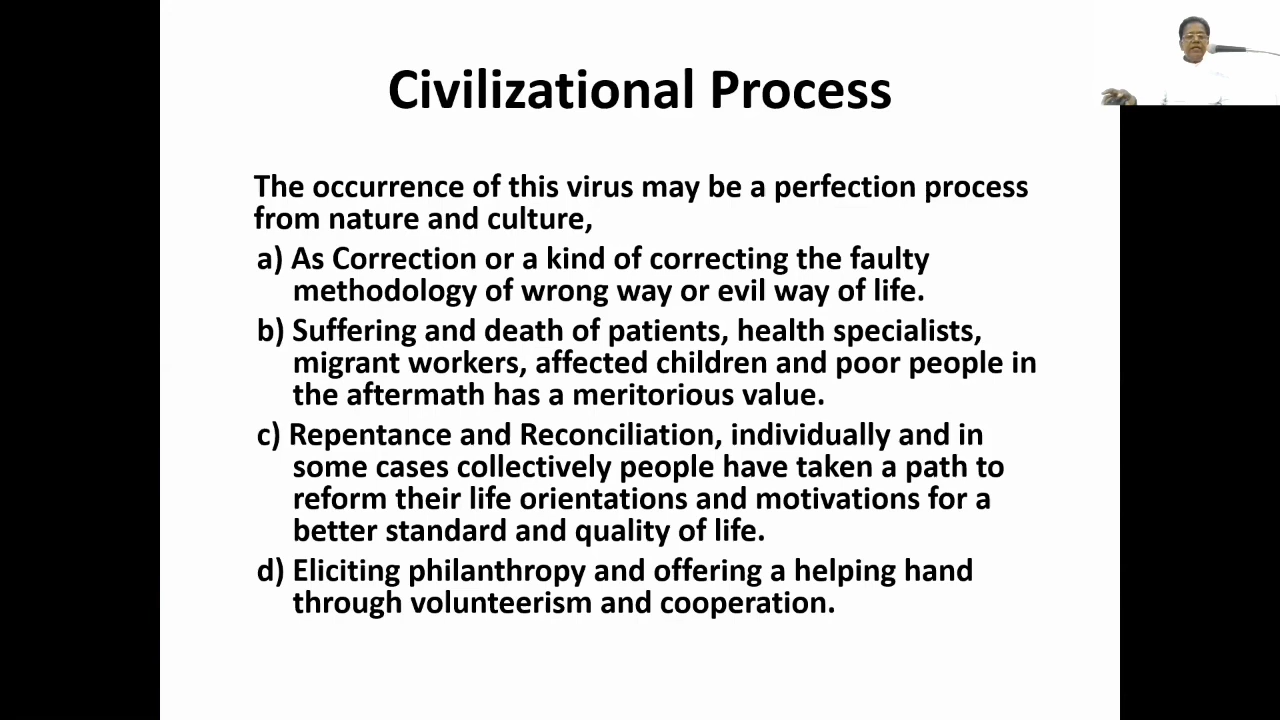 Civilizational Process
The occurrence of this virus may be a perfection process
from nature and culture,
a) As Correction or a kind of correcting the faulty
methodology of wrong way or evil way of life.
b) Suffering and death of patients, health specialists,
migrant workers, affected children and poor people in
the aftermath has a meritorious value.
c) Repentance and Reconciliation, individually and in
some cases collectively people have taken a path to
reform their life orientations and motivations for a
better standard and quality of life.
d) Eliciting philanthropy and offering a helping hand
through volunteerism and cooperation.